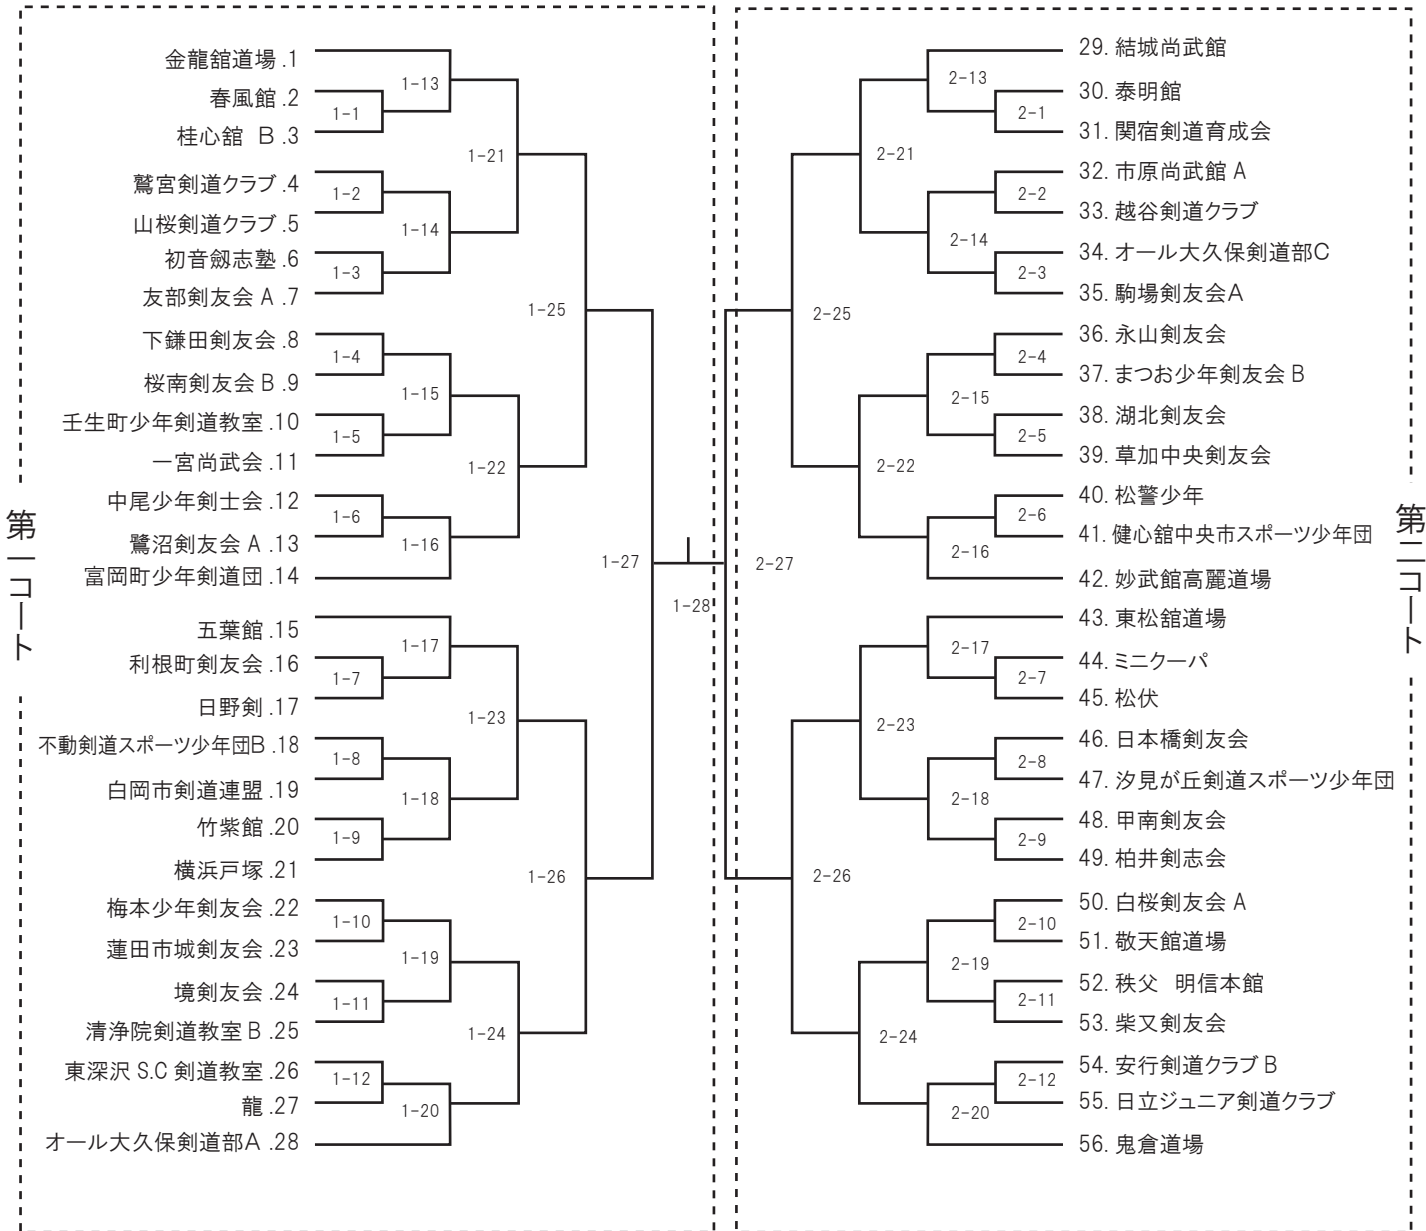 第一コート
金龍舘道場 .1
春風館 .2
桂心舘 B .3
鷲宮剣道クラブ .4
山桜剣道クラブ .5
初音劔志塾 .6
友部剣友会 A .7
下鎌田剣友会 .8
桜南剣友会 B .9
壬生町少年剣道教室 .10
一宮尚武会 .11
中尾少年剣士会 .12
鷺沼剣友会 A .13
富岡町少年剣道団 .14
五葉館 .15
利根町剣友会 .16
日野剣 .17
不動剣道スポーツ少年団B .18
白岡市剣道連盟 .19
竹紫館 .20
横浜戸塚 .21
梅本少年剣友会 .22
蓮田市城剣友会 .23
境剣友会 .24
清浄院剣道教室 B .25
東深沢 S.C 剣道教室 .26
龍 .27
オール大久保剣道部A .28
1-1
1-2
1-3
1-4
1-5
1-6
1-7
1-8
1-9
1-10
1-11
1-12
1-13
1-14
1-15
1-16
1-17
1-18
1-19
1-20
1-21
1-22
1-23
1-24
1-25
1-26
1-27
1-28
2-27
2-25
2-26
2-21
2-22
2-23
2-24
2-13
2-14
2-15
2-16
2-17
2-18
2-19
2-20
2-1
2-2
2-3
2-4
2-5
2-6
2-7
2-8
2-9
2-10
2-11
2-12
29. 結城尚武館
30. 泰明館
31. 関宿剣道育成会
32. 市原尚武館 A
33. 越谷剣道クラブ
34. オール大久保剣道部C
35. 駒場剣友会A
36. 永山剣友会
37. まつお少年剣友会 B
38. 湖北剣友会
39. 草加中央剣友会
40. 松警少年
41. 健心舘中央市スポーツ少年団
42. 妙武館高麗道場
43. 東松舘道場
44. ミニクーパ
45. 松伏
46. 日本橋剣友会
47. 汐見が丘剣道スポーツ少年団
48. 甲南剣友会
49. 柏井剣志会
50. 白桜剣友会 A
51. 敬天館道場
52. 秩父　明信本館
53. 柴又剣友会
54. 安行剣道クラブ B
55. 日立ジュニア剣道クラブ
56. 鬼倉道場
第二コート